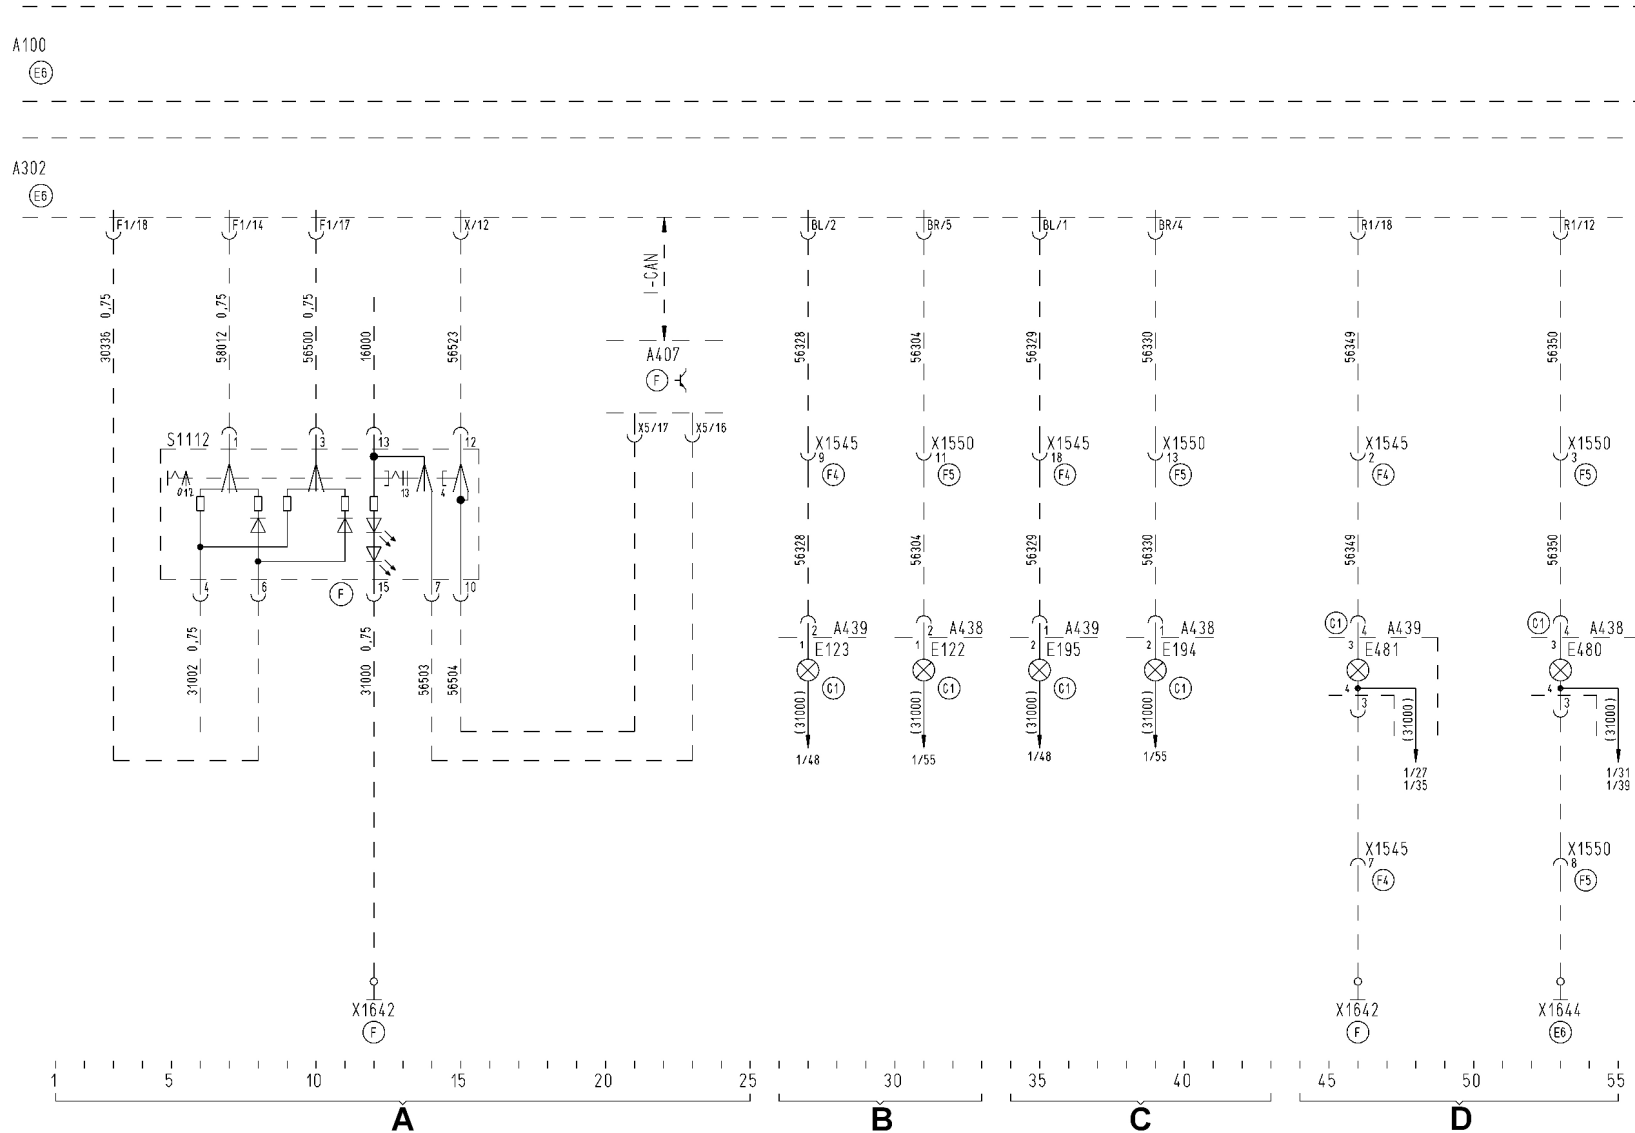 A100
E6
A302
E6
F1/18
F1/14
F1/17
X/12
BL/2
BR/5
BL/1
BR/4
R1/18
R1/12
I-CAN
30336 0,75
58012 0,75
56500 0,75
16000
56523
56328
56304
56329
56330
56349
56350
A407
F
X5/17
X5/16
S1112
1
3
13
12
X1545
9
F4
X1550
11
F5
X1545
18
F4
X1550
13
F5
X1545
2
F4
X1550
3
F5
012
13
4
56328
56304
56329
56330
56349
56350
4
6
F
15
7
10
31002 0,75
31000 0,75
56503
56504
2 A439
1 E123
C1
(31000)
1/48
2 A438
1 E122
C1
(31000)
1/55
1 A439
2 E195
C1
(31000)
1/48
1 A438
2 E194
C1
(31000)
1/55
C1
4 A439
3 E481
4
3
(31000)
1/27
1/35
C1
4 A438
3 E480
4
3
(31000)
1/31
1/39
X1545
7
F4
X1550
8
F5
X1642
F
X1642
F
X1644
E6
1 5 10 15 20 25 30 35 40 45 50 55
A B C D